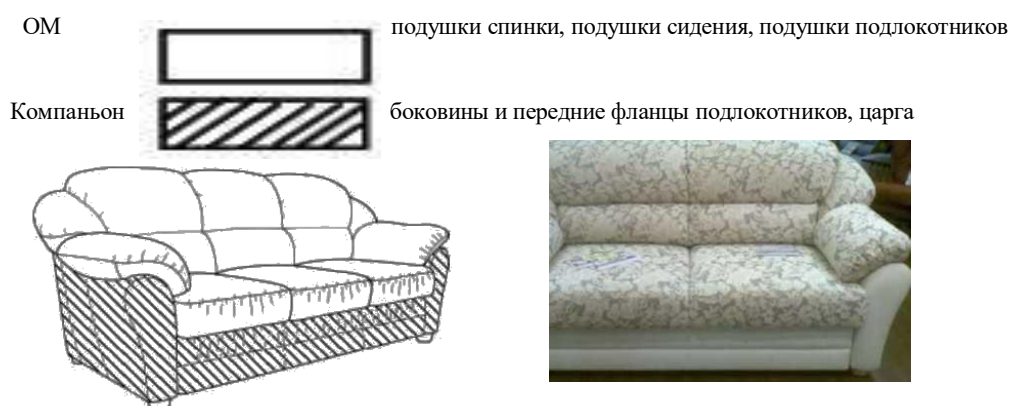 ОМ подушки спинки, подушки сидения, подушки подлокотников
Компаньон боковины и передние фланцы подлокотников, царга